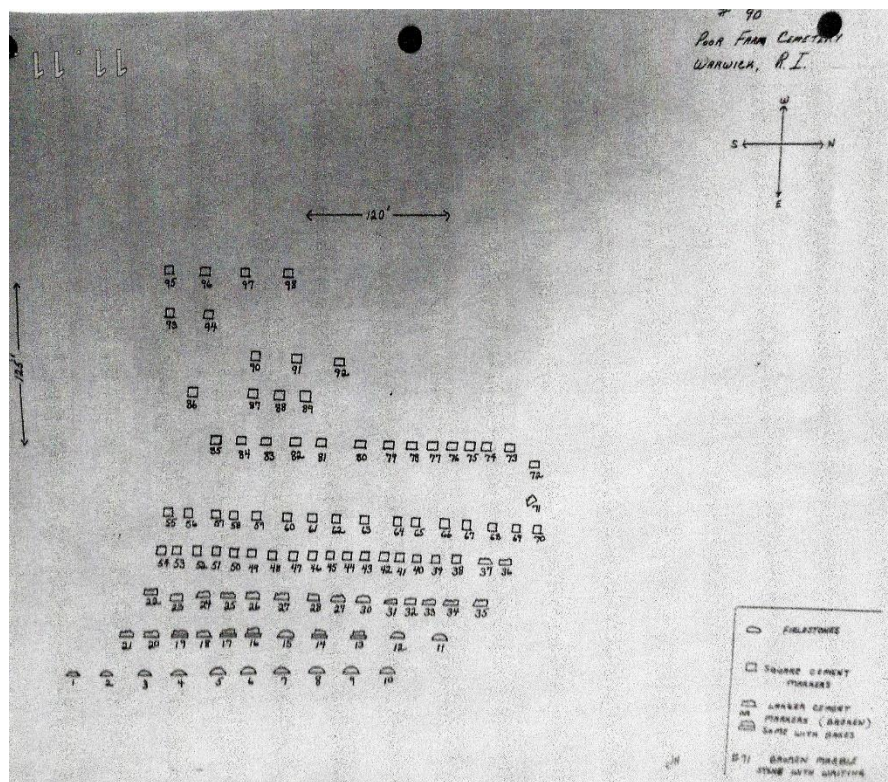 # 90
POOR FARM CEMETERY
WARWICK, R.I.
11.11
W
S N
E
120'
125'
95 96 97 98
93 94
90 91 92
86 87 88 89
85 84 83 82 81 80 79 78 77 76 75 74 73
72
71
55 56 57 58 59 60 61 62 63 64 65 66 67 68 69 70
54 53 52 51 50 49 48 47 46 45 44 43 42 41 40 39 38 37 36
22 23 24 25 26 27 28 29 30 31 32 33 34 35
21 20 19 18 17 16 15 14 13 12 11
1 2 3 4 5 6 7 8 9 10
FIELDSTONES
SQUARE CEMENT
MARKERS
LARGER CEMENT
OR MARKERS (BROKEN)
SAME WITH BASES
#71 BROKEN MARBLE
STONE WITH WRITING